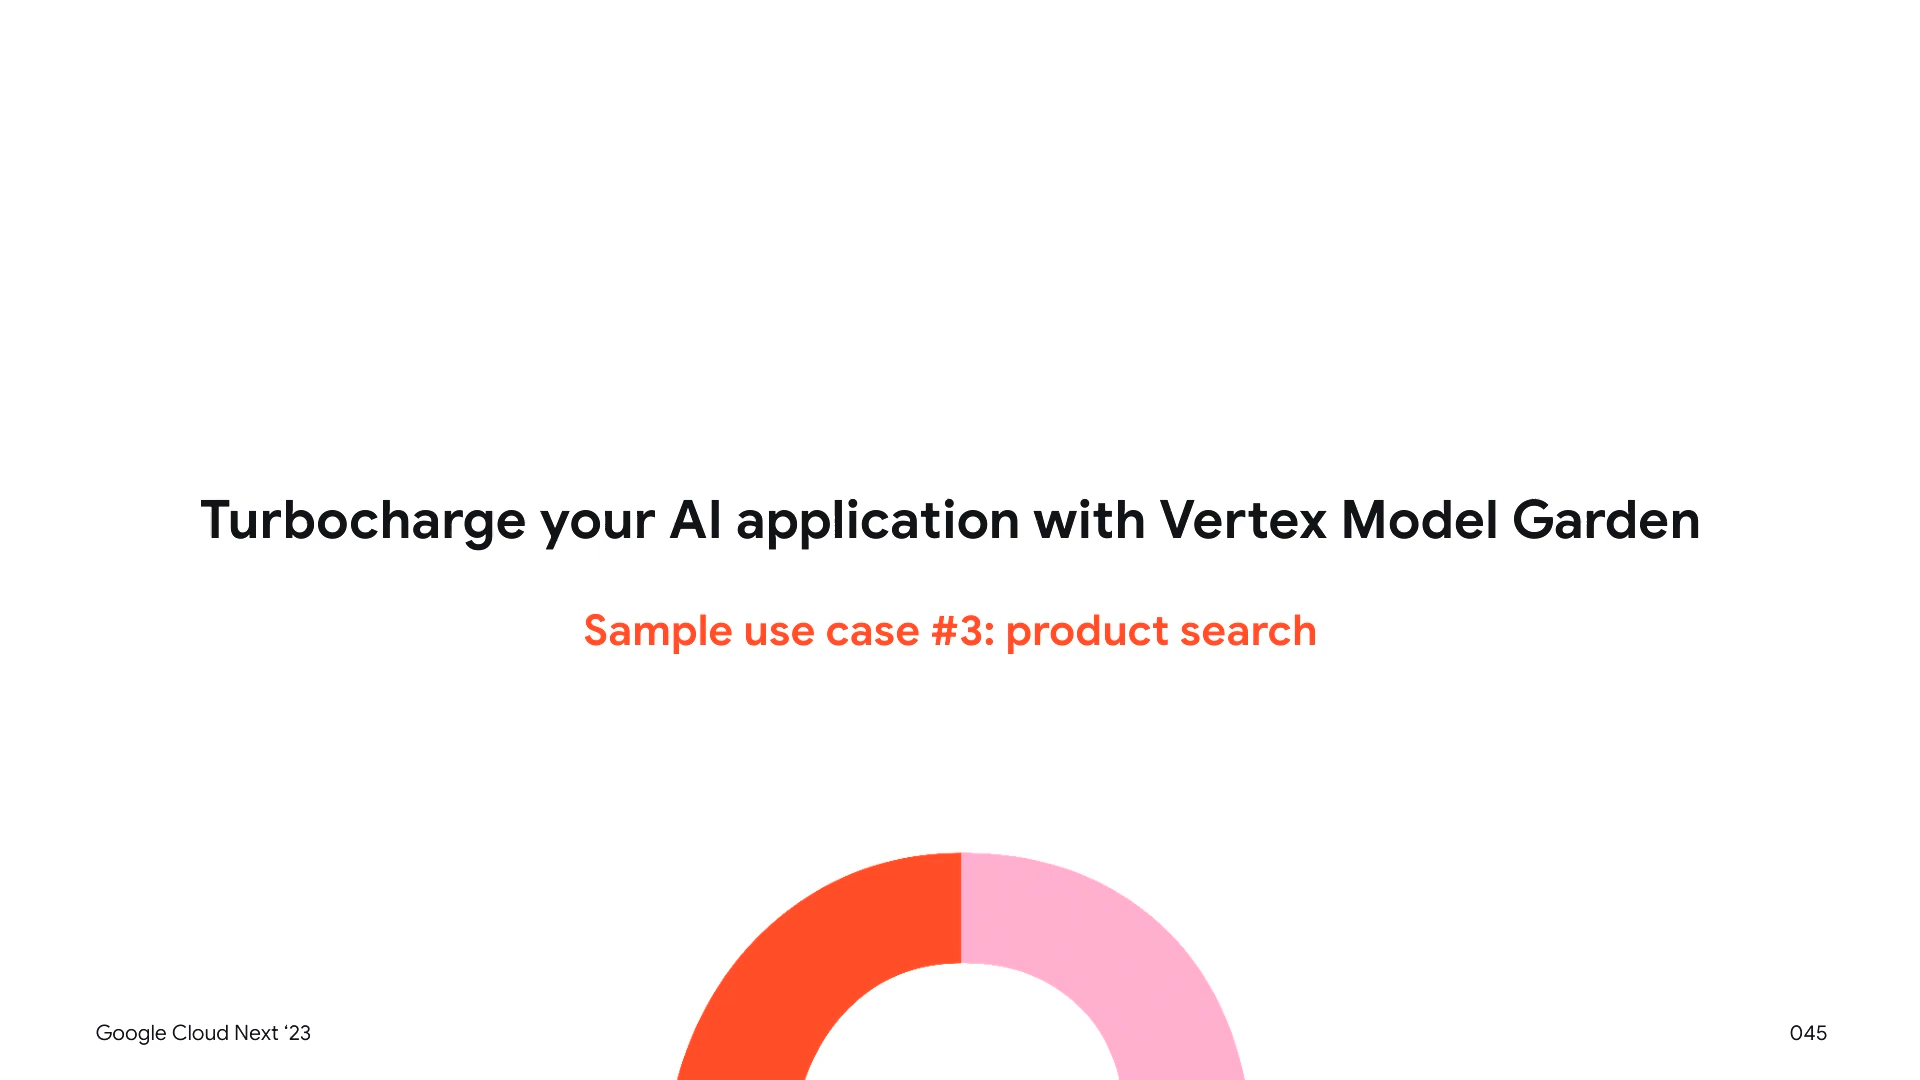 Turbocharge your AI application with Vertex Model Garden
Sample use case #3: product search
Google Cloud Next ‘23
045